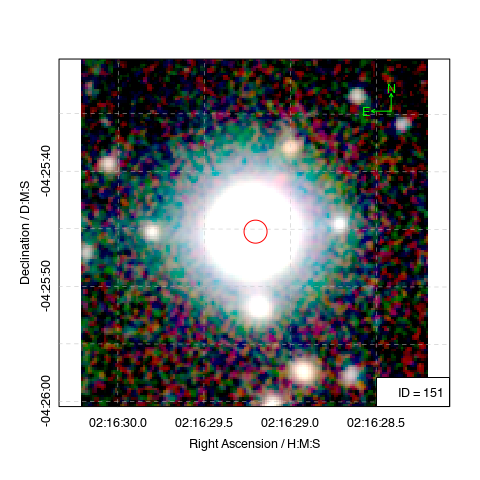 N
E
Declination / D:M:S
-04:25:40
-04:25:50
-04:26:00
ID = 151
02:16:30.0 02:16:29.5 02:16:29.0 02:16:28.5
Right Ascension / H:M:S